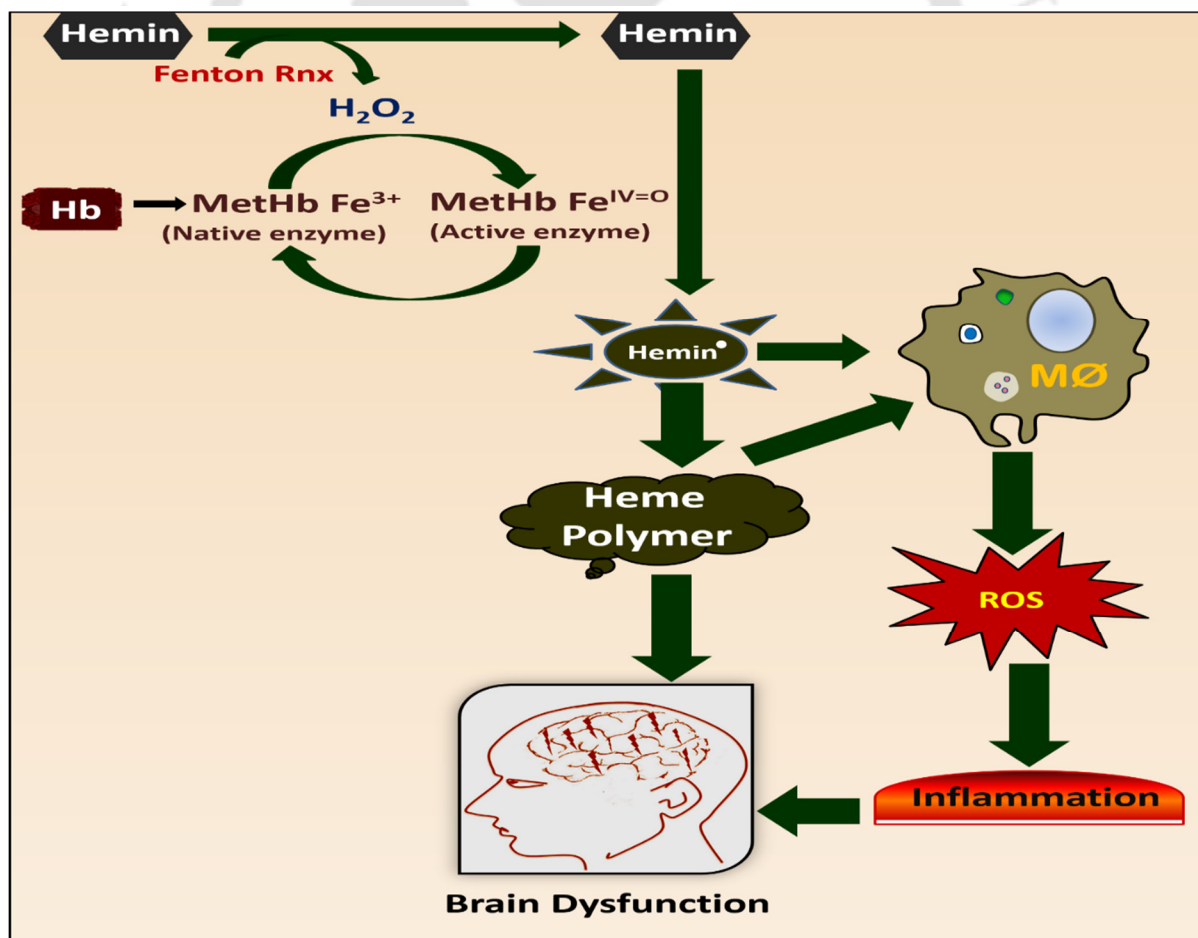 Hemin
Hemin
Fenton Rnx
H₂O₂
Hb
MetHb Fe³⁺
(Native enzyme)
MetHb Feᴵⱽ⁼ᴼ
(Active enzyme)
Hemin•
MØ
Heme
Polymer
ROS
Inflammation
Brain Dysfunction